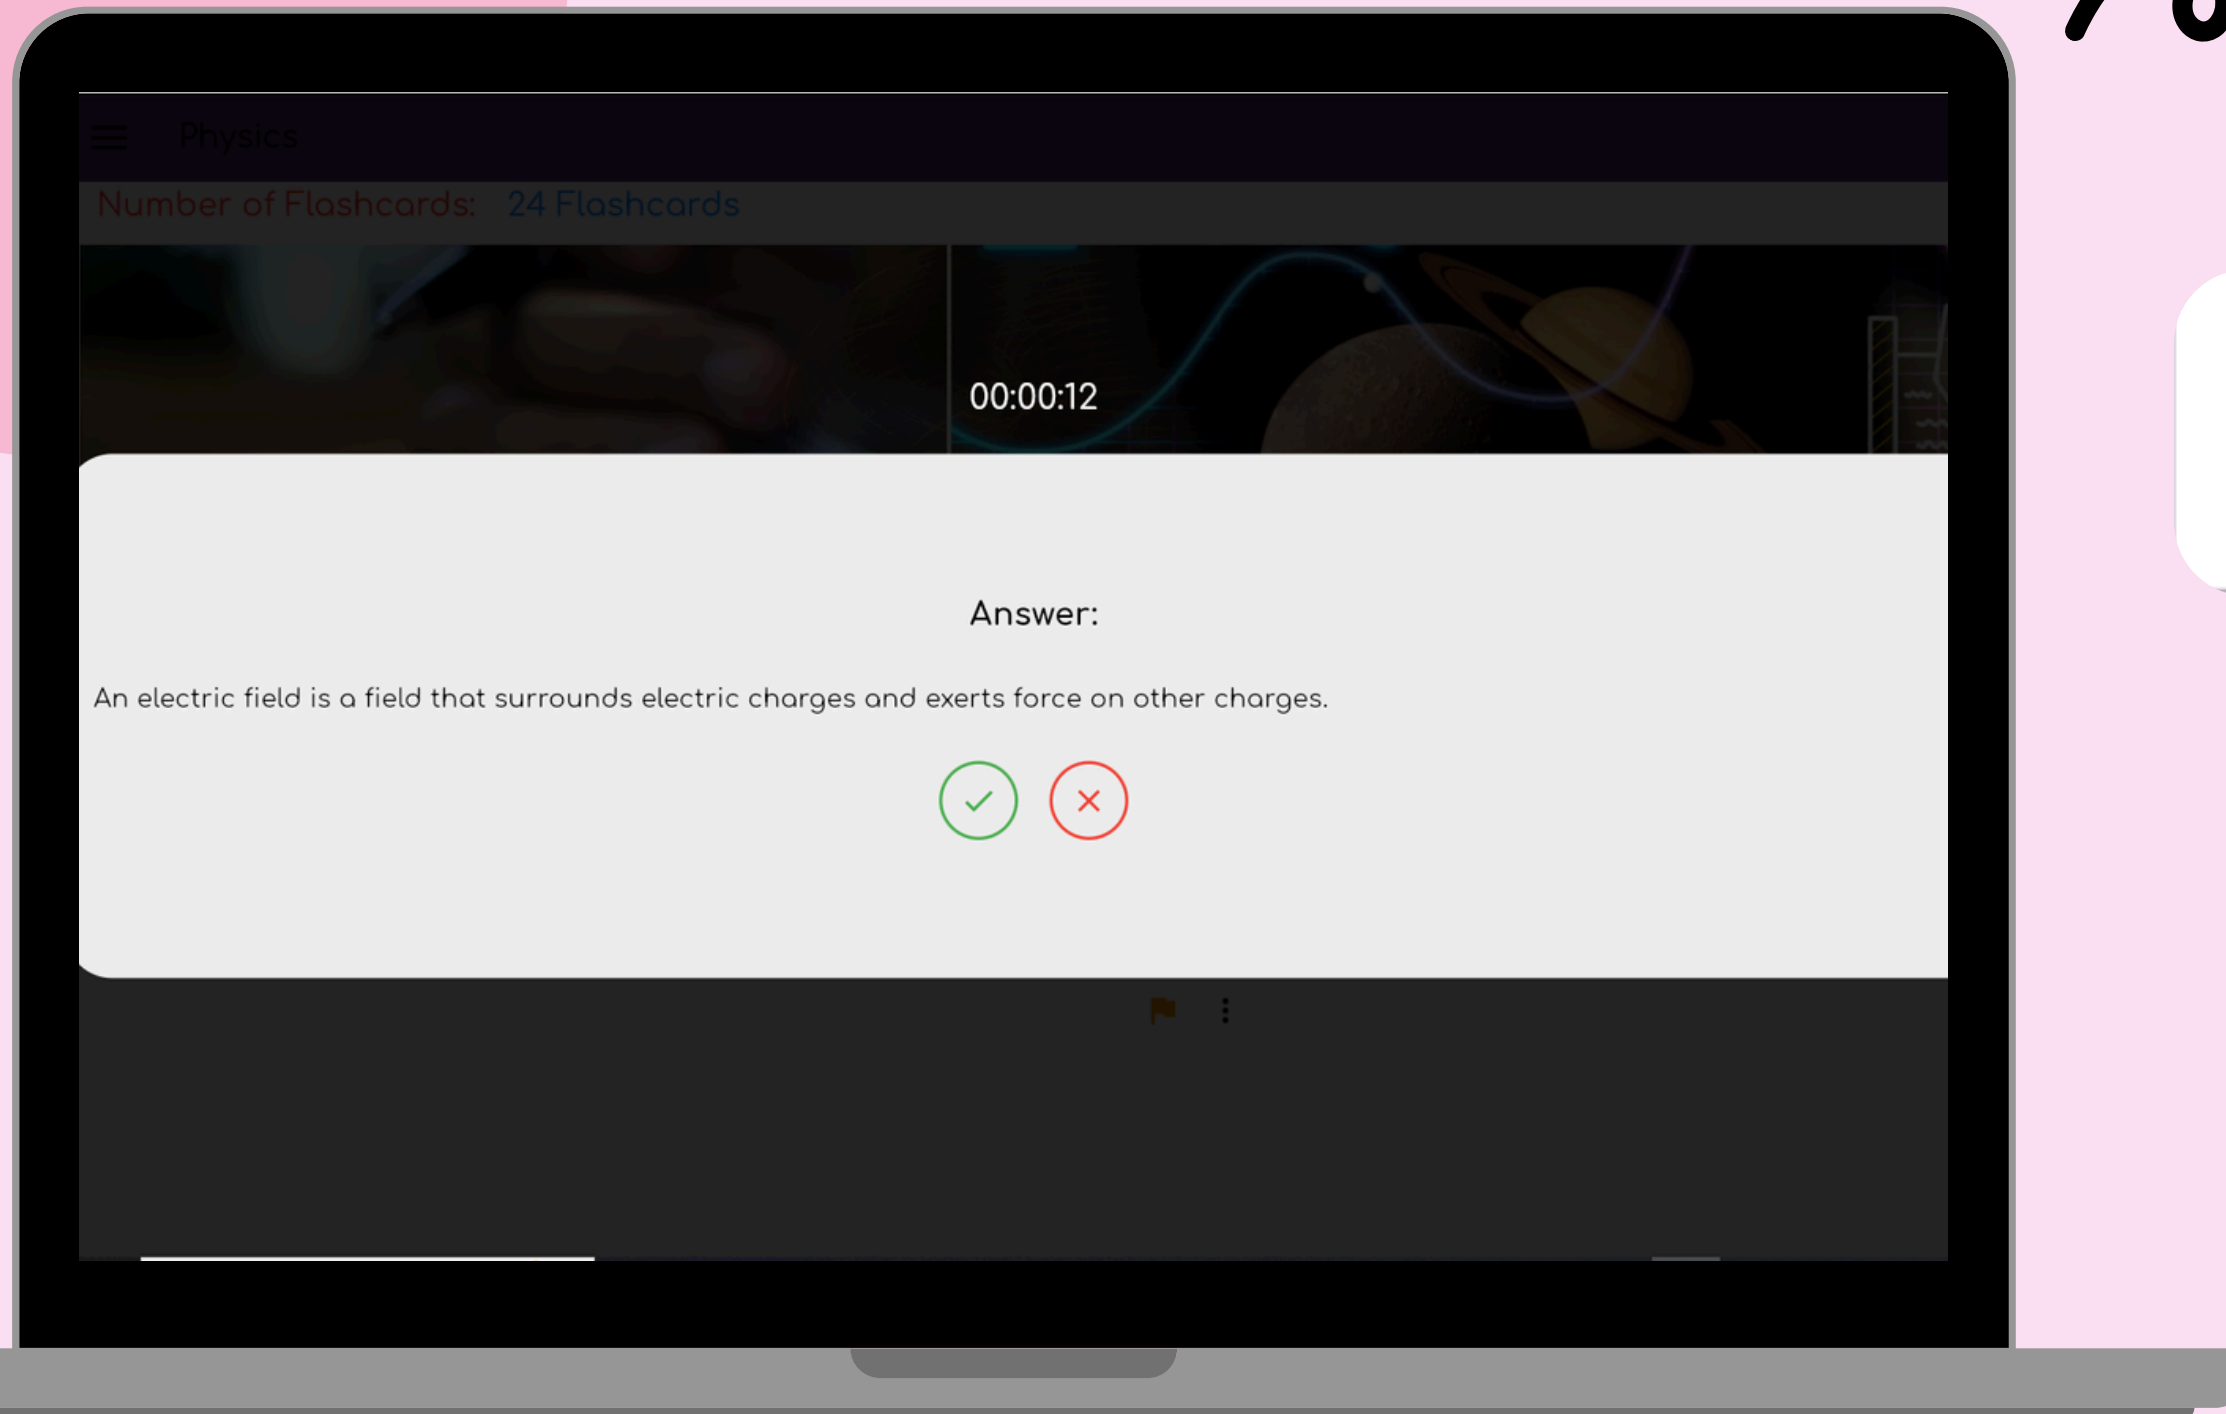 Physics
Number of Flashcards: 24 Flashcards
00:00:12
Answer:
An electric field is a field that surrounds electric charges and exerts force on other charges.